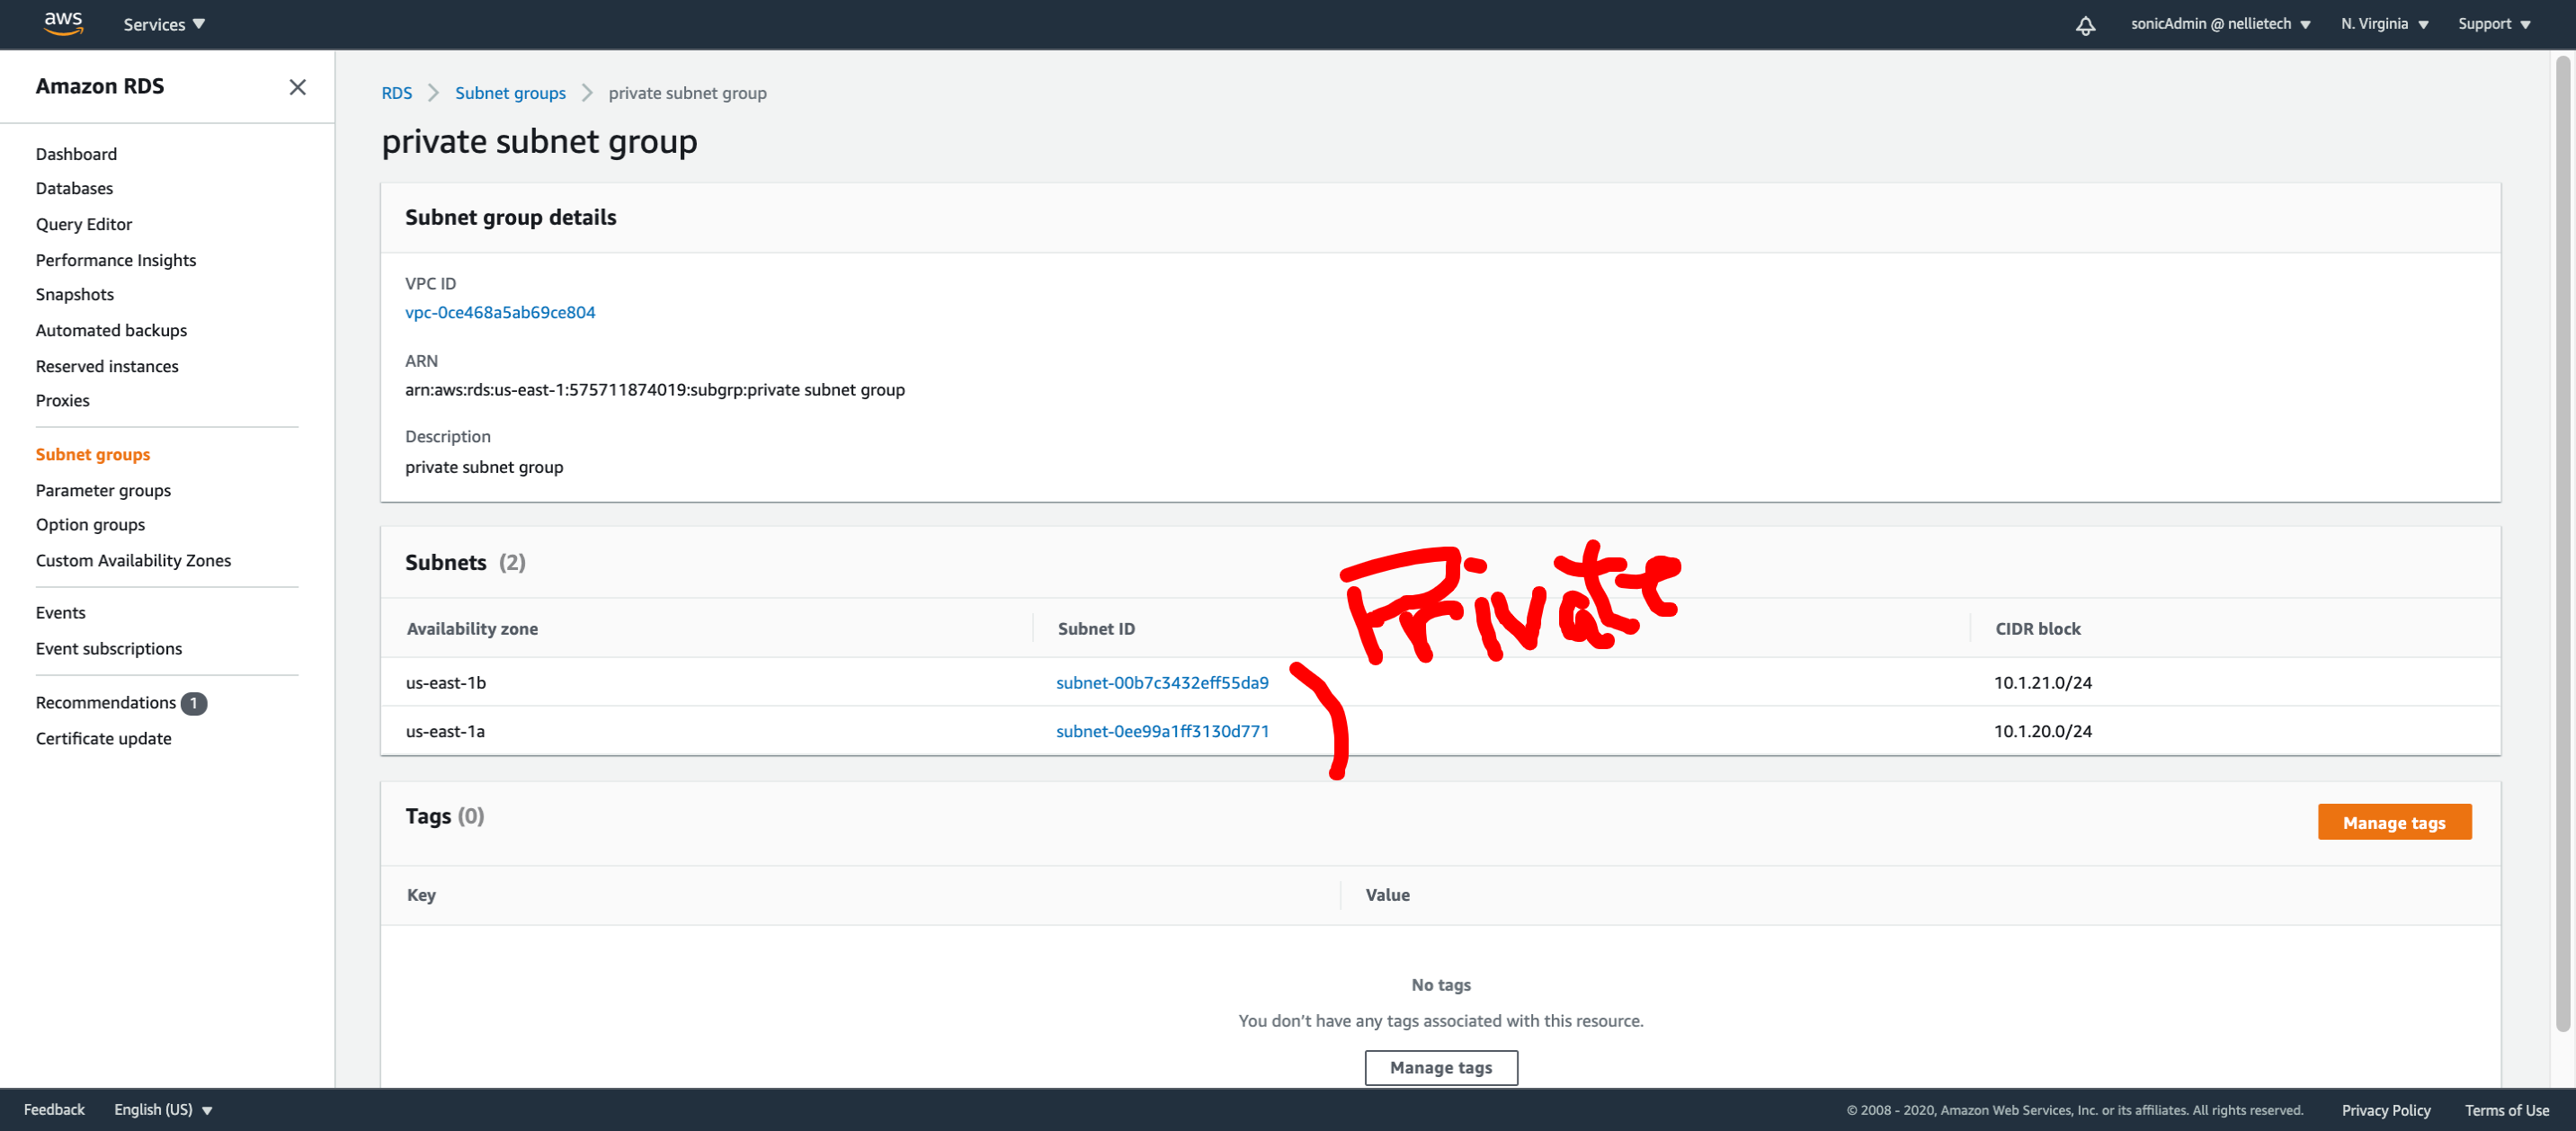 aws Services ▼ sonicAdmin @ nellietech ▼ N. Virginia ▼ Support ▼
Amazon RDS
Dashboard
Databases
Query Editor
Performance Insights
Snapshots
Automated backups
Reserved instances
Proxies
Subnet groups
Parameter groups
Option groups
Custom Availability Zones
Events
Event subscriptions
Recommendations 1
Certificate update
RDS > Subnet groups > private subnet group
private subnet group
Subnet group details
VPC ID
vpc-0ce468a5ab69ce804
ARN
arn:aws:rds:us-east-1:575711874019:subgrp:private subnet group
Description
private subnet group
Subnets (2)
Private
Availability zone Subnet ID CIDR block
us-east-1b subnet-00b7c3432eff55da9 10.1.21.0/24
us-east-1a subnet-0ee99a1ff3130d771 10.1.20.0/24
Tags (0) Manage tags
Key Value
No tags
You don't have any tags associated with this resource.
Manage tags
Feedback English (US) ▼ © 2008 - 2020, Amazon Web Services, Inc. or its affiliates. All rights reserved. Privacy Policy Terms of Use